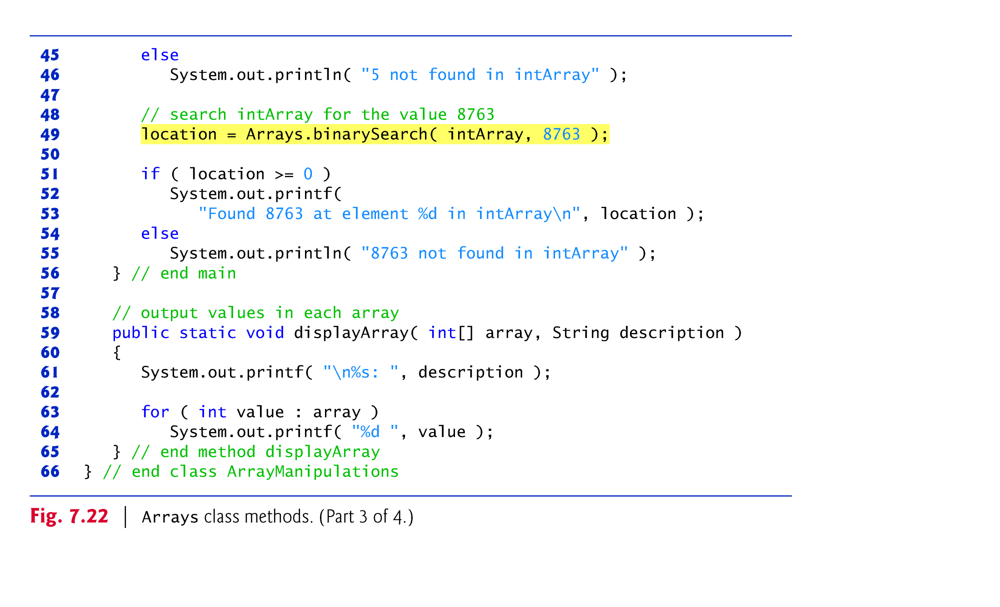 45 else
46 System.out.println( "5 not found in intArray" );
47
48 // search intArray for the value 8763
49 location = Arrays.binarySearch( intArray, 8763 );
50
51 if ( location >= 0 )
52 System.out.printf(
53 "Found 8763 at element %d in intArray\n", location );
54 else
55 System.out.println( "8763 not found in intArray" );
56 } // end main
57
58 // output values in each array
59 public static void displayArray( int[] array, String description )
60 {
61 System.out.printf( "\n%s: ", description );
62
63 for ( int value : array )
64 System.out.printf( "%d ", value );
65 } // end method displayArray
66 } // end class ArrayManipulations
Fig. 7.22 | Arrays class methods. (Part 3 of 4.)